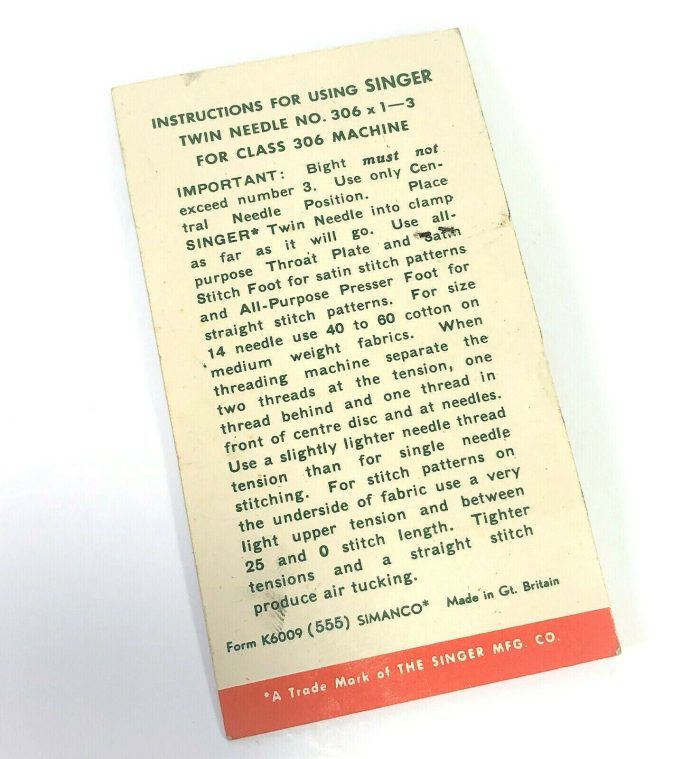 INSTRUCTIONS FOR USING SINGER
TWIN NEEDLE NO. 306 x 1—3
FOR CLASS 306 MACHINE
IMPORTANT: Bight must not
exceed number 3. Use only Cen-
tral Needle Position. Place
SINGER* Twin Needle into clamp
as far as it will go. Use all-
purpose Throat Plate and Satin
Stitch Foot for satin stitch patterns
and All-Purpose Presser Foot for
straight stitch patterns. For size
14 needle use 40 to 60 cotton on
medium weight fabrics. When
threading machine separate the
two threads at the tension, one
thread behind and one thread in
front of centre disc and at needles.
Use a slightly lighter needle thread
tension than for single needle
stitching. For stitch patterns on
the underside of fabric use a very
light upper tension and between
25 and 0 stitch length. Tighter
tensions and a straight stitch
produce air tucking.
Form K6009 (555) SIMANCO* Made in Gt. Britain
*A Trade Mark of THE SINGER MFG. CO.